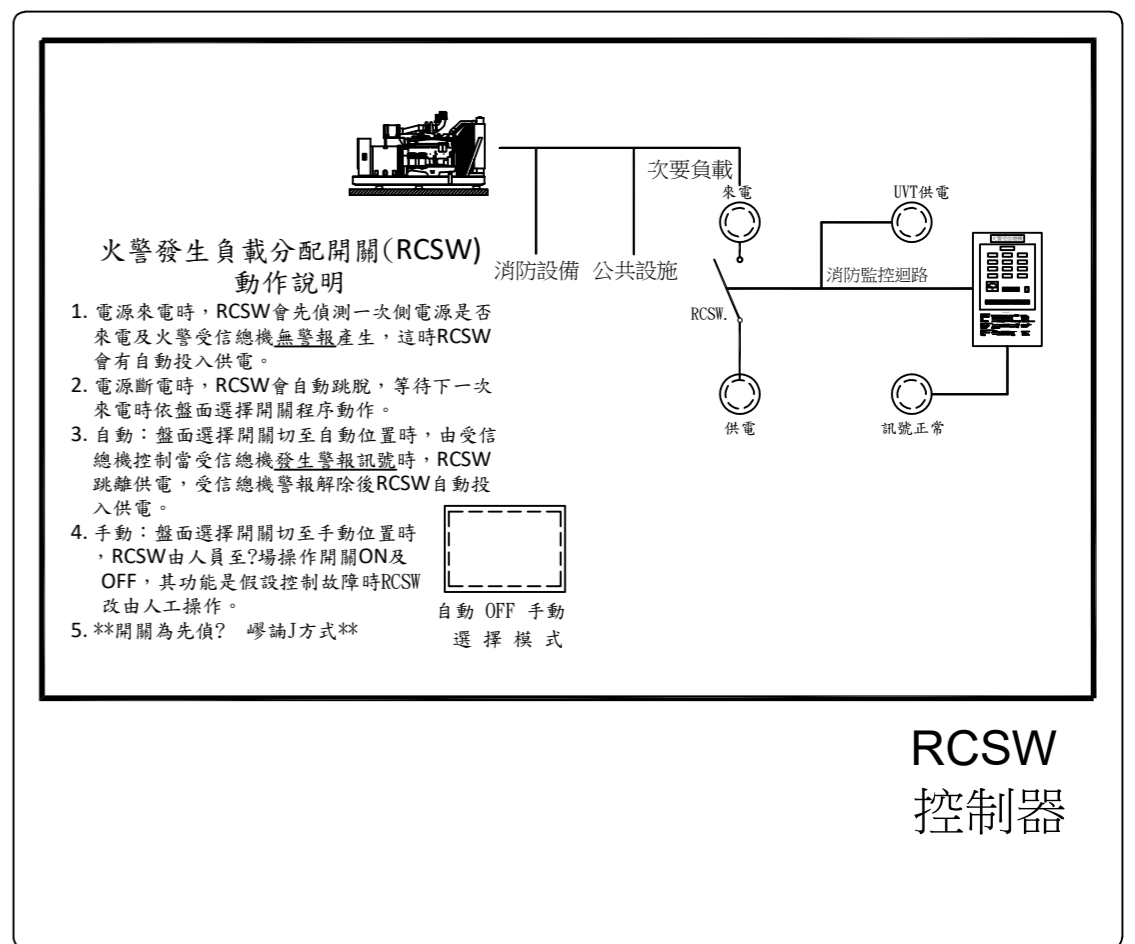 火警發生負載分配開關(RCSW)
動作說明
1. 電源來電時，RCSW會先偵測一次側電源是否
來電及火警受信總機無警報產生，這時RCSW
會有自動投入供電。
2. 電源斷電時，RCSW會自動跳脫，等待下一次
來電時依盤面選擇開關程序動作。
3. 自動：盤面選擇開關切至自動位置時，由受信
總機控制當受信總機發生警報訊號時，RCSW
跳離供電，受信總機警報解除後RCSW自動投
入供電。
4. 手動：盤面選擇開關切至手動位置時
，RCSW由人員至?場操作開關ON及
OFF，其功能是假設控制故障時RCSW
改由人工操作。
5. **開關為先偵? 嵺誧J方式**
自動 OFF 手動
選擇模式
消防設備
公共設施
次要負載
來電
RCSW.
供電
UVT供電
消防監控迴路
訊號正常
RCSW
控制器